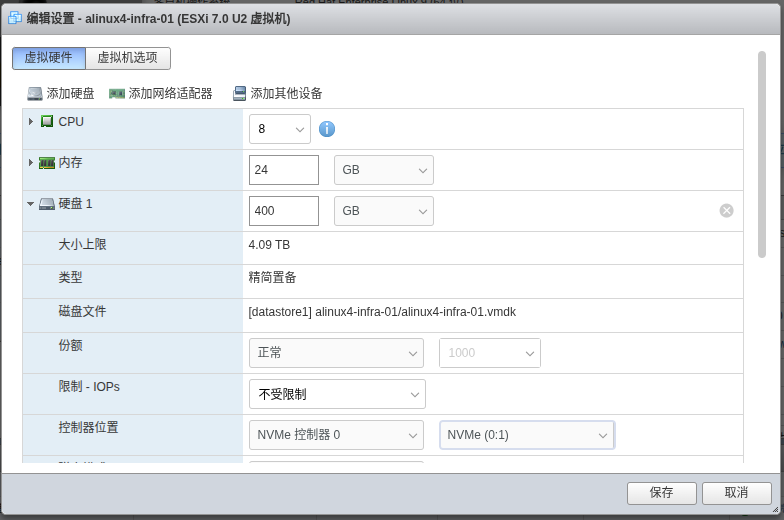 编辑设置 - alinux4-infra-01 (ESXi 7.0 U2 虚拟机)
虚拟硬件 虚拟机选项
添加硬盘 添加网络适配器 添加其他设备
CPU 8
内存 24 GB
硬盘 1 400 GB
大小上限 4.09 TB
类型 精简置备
磁盘文件 [datastore1] alinux4-infra-01/alinux4-infra-01.vmdk
份额 正常 1000
限制 - IOPs 不受限制
控制器位置 NVMe 控制器 0 NVMe (0:1)
保存 取消